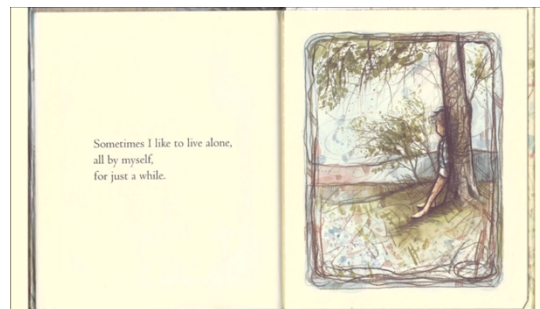 Sometimes I like to live alone,
all by myself,
for just a while.